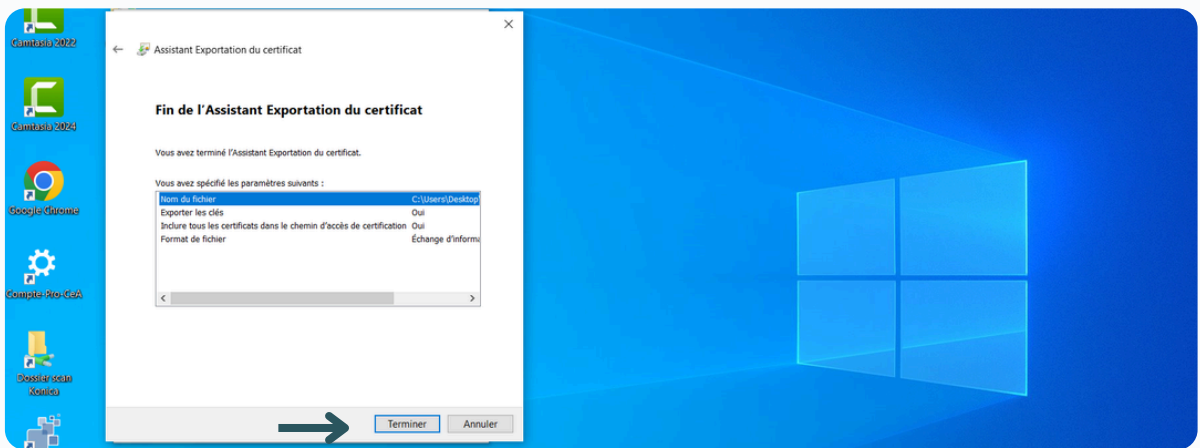 Camtasia 2022
Camtasia 2024
Google Chrome
Compte-Pro-CeA
Dossier scan
Konica
Assistant Exportation du certificat
Fin de l'Assistant Exportation du certificat
Vous avez terminé l'Assistant Exportation du certificat.
Vous avez spécifié les paramètres suivants :
Nom du fichier C:\Users\Desktop\
Exporter les clés Oui
Inclure tous les certificats dans le chemin d'accès de certification Oui
Format de fichier Échange d'informa
Terminer Annuler